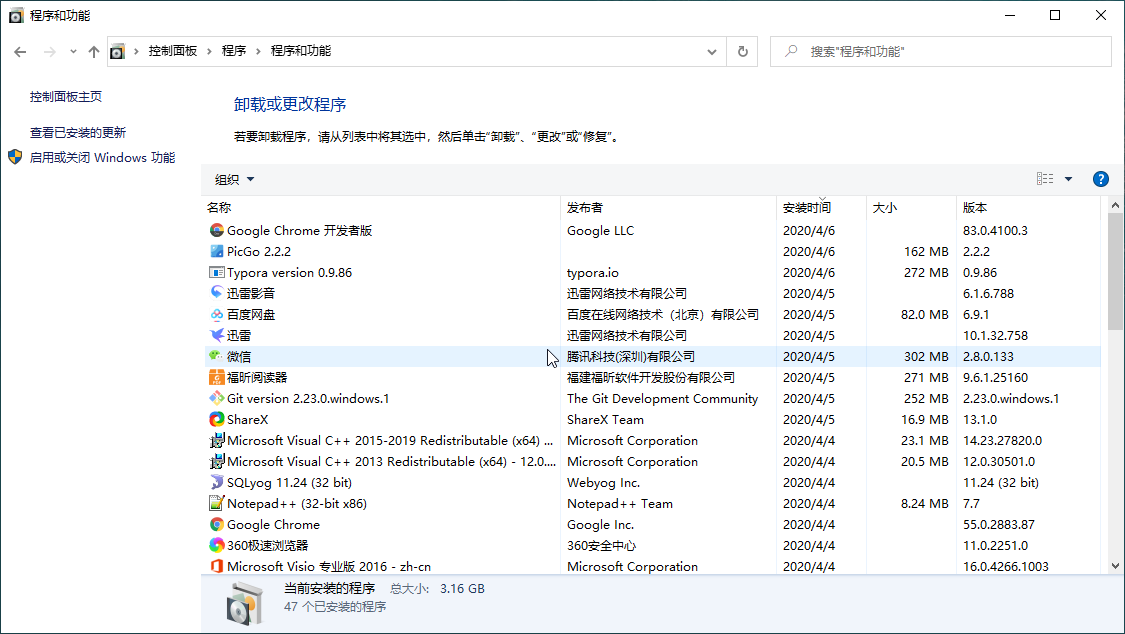 程序和功能
控制面板 程序 程序和功能
搜索"程序和功能"
控制面板主页
查看已安装的更新
启用或关闭 Windows 功能
卸载或更改程序
若要卸载程序，请从列表中将其选中，然后单击“卸载”、“更改”或“修复”。
组织
名称 发布者 安装时间 大小 版本
Google Chrome 开发者版 Google LLC 2020/4/6 83.0.4100.3
PicGo 2.2.2 2020/4/6 162 MB 2.2.2
Typora version 0.9.86 typora.io 2020/4/6 272 MB 0.9.86
迅雷影音 迅雷网络技术有限公司 2020/4/5 6.1.6.788
百度网盘 百度在线网络技术（北京）有限公司 2020/4/5 82.0 MB 6.9.1
迅雷 迅雷网络技术有限公司 2020/4/5 10.1.32.758
微信 腾讯科技(深圳)有限公司 2020/4/5 302 MB 2.8.0.133
福昕阅读器 福建福昕软件开发股份有限公司 2020/4/5 271 MB 9.6.1.25160
Git version 2.23.0.windows.1 The Git Development Community 2020/4/5 252 MB 2.23.0.windows.1
ShareX ShareX Team 2020/4/5 16.9 MB 13.1.0
Microsoft Visual C++ 2015-2019 Redistributable (x64) ... Microsoft Corporation 2020/4/4 23.1 MB 14.23.27820.0
Microsoft Visual C++ 2013 Redistributable (x64) - 12.0.... Microsoft Corporation 2020/4/4 20.5 MB 12.0.30501.0
SQLyog 11.24 (32 bit) Webyog Inc. 2020/4/4 11.24 (32 bit)
Notepad++ (32-bit x86) Notepad++ Team 2020/4/4 8.24 MB 7.7
Google Chrome Google Inc. 2020/4/4 55.0.2883.87
360极速浏览器 360安全中心 2020/4/4 11.0.2251.0
Microsoft Visio 专业版 2016 - zh-cn Microsoft Corporation 2020/4/4 16.0.4266.1003
当前安装的程序 总大小: 3.16 GB
47 个已安装的程序